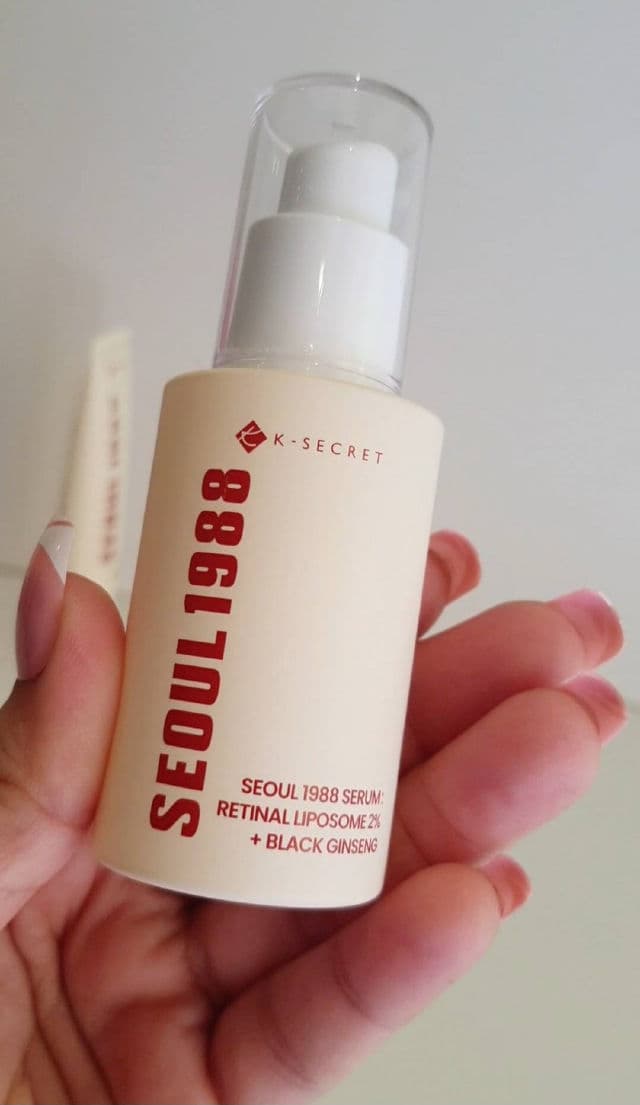 K-SECRET
SEOUL 1988
SEOUL 1988 SERUM:
RETINAL LIPOSOME 2%
+ BLACK GINSENG